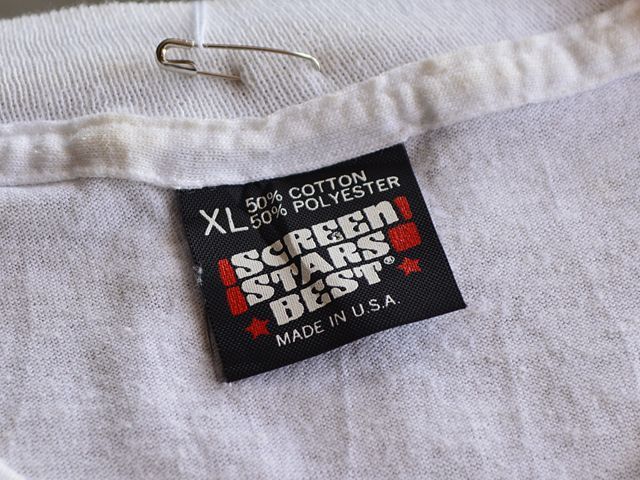 XL 50% COTTON
50% POLYESTER
SCREEN
STARS
BEST®
MADE IN U.S.A.